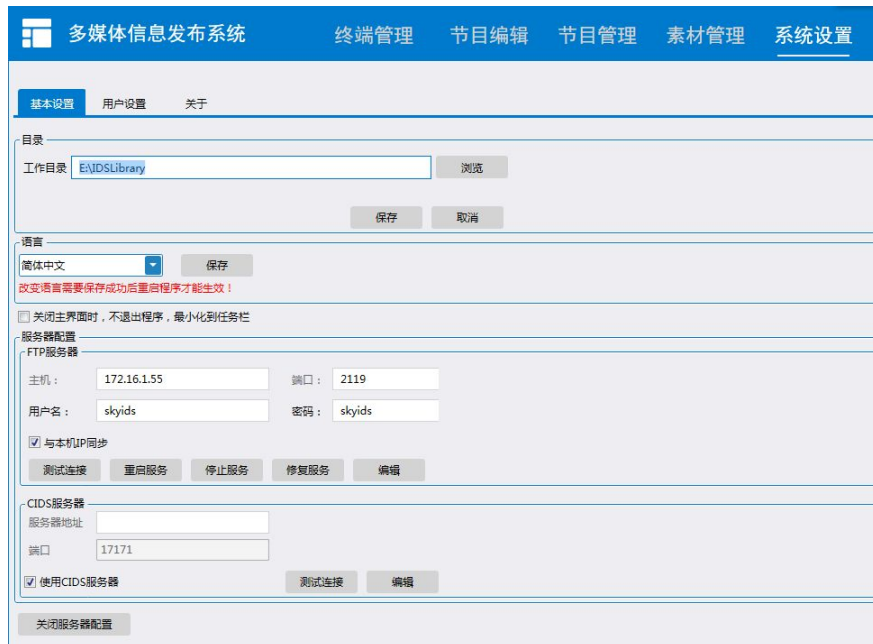 多媒体信息发布系统 终端管理 节目编辑 节目管理 素材管理 系统设置
基本设置 用户设置 关于
目录
工作目录 E:\IDSLibrary 浏览
保存 取消
语言
简体中文 保存
改变语言需要保存成功后重启程序才能生效！
关闭主界面时，不退出程序，最小化到任务栏
服务器配置
FTP服务器
主机： 172.16.1.55 端口： 2119
用户名： skyids 密码： skyids
与本机IP同步
测试连接 重启服务 停止服务 修复服务 编辑
CIDS服务器
服务器地址
端口 17171
使用CIDS服务器 测试连接 编辑
关闭服务器配置